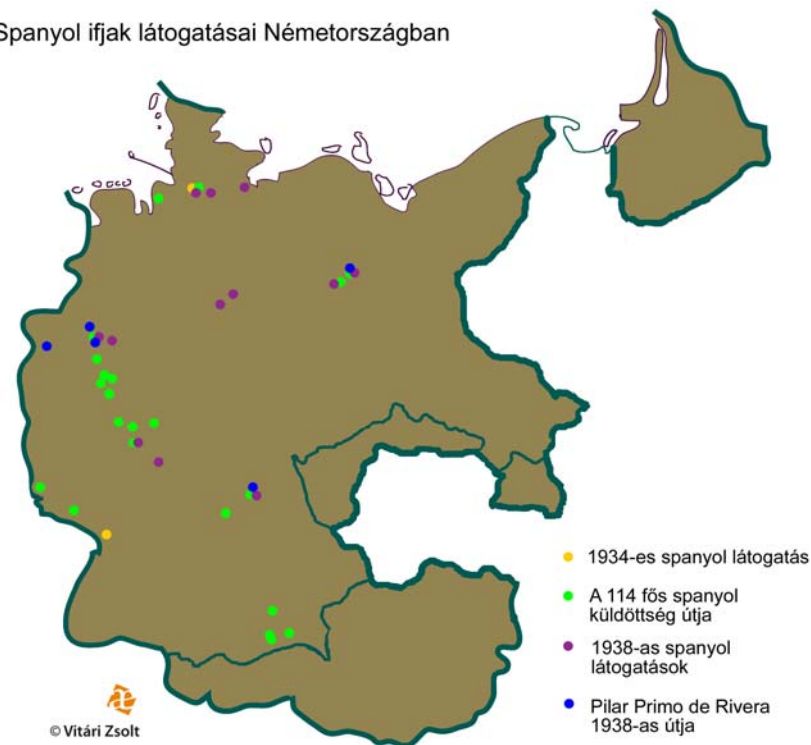 Spanyol ifjak látogatásai Németországban
1934-es spanyol látogatás
A 114 fős spanyol
küldöttség útja
1938-as spanyol
látogatások
Pilar Primo de Rivera
1938-as útja
æ
© Vitári Zsolt